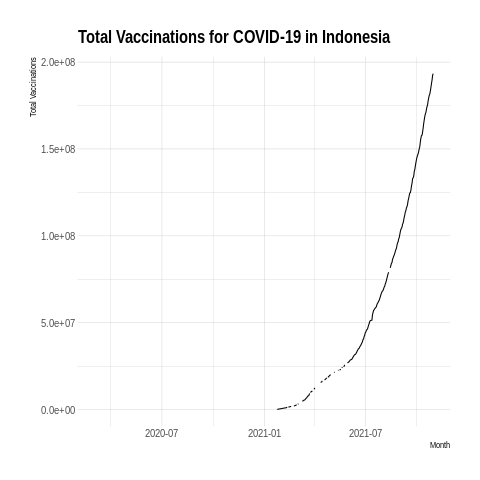 Total Vaccinations for COVID-19 in Indonesia
Total Vaccinations
2.0e+08
1.5e+08
1.0e+08
5.0e+07
0.0e+00
2020-07 2021-01 2021-07
Month